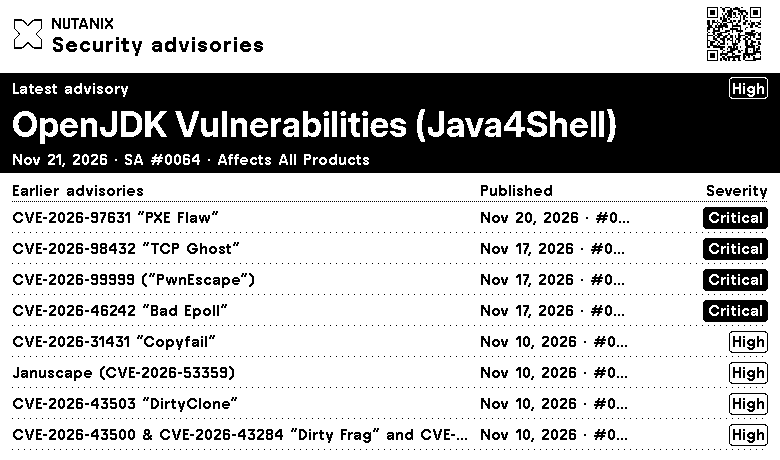 NUTANIX
Security advisories
Latest advisory High
OpenJDK Vulnerabilities (Java4Shell)
Nov 21, 2026 · SA #0064 · Affects All Products
Earlier advisories Published Severity
CVE-2026-97631 “PXE Flaw” Nov 20, 2026 · #0... Critical
CVE-2026-98432 “TCP Ghost” Nov 17, 2026 · #0... Critical
CVE-2026-99999 (“PwnEscape”) Nov 17, 2026 · #0... Critical
CVE-2026-46242 “Bad Epoll” Nov 17, 2026 · #0... Critical
CVE-2026-31431 “Copyfail” Nov 10, 2026 · #0... High
Januscape (CVE-2026-53359) Nov 10, 2026 · #0... High
CVE-2026-43503 “DirtyClone” Nov 10, 2026 · #0... High
CVE-2026-43500 & CVE-2026-43284 “Dirty Frag” and CVE-... Nov 10, 2026 · #0... High